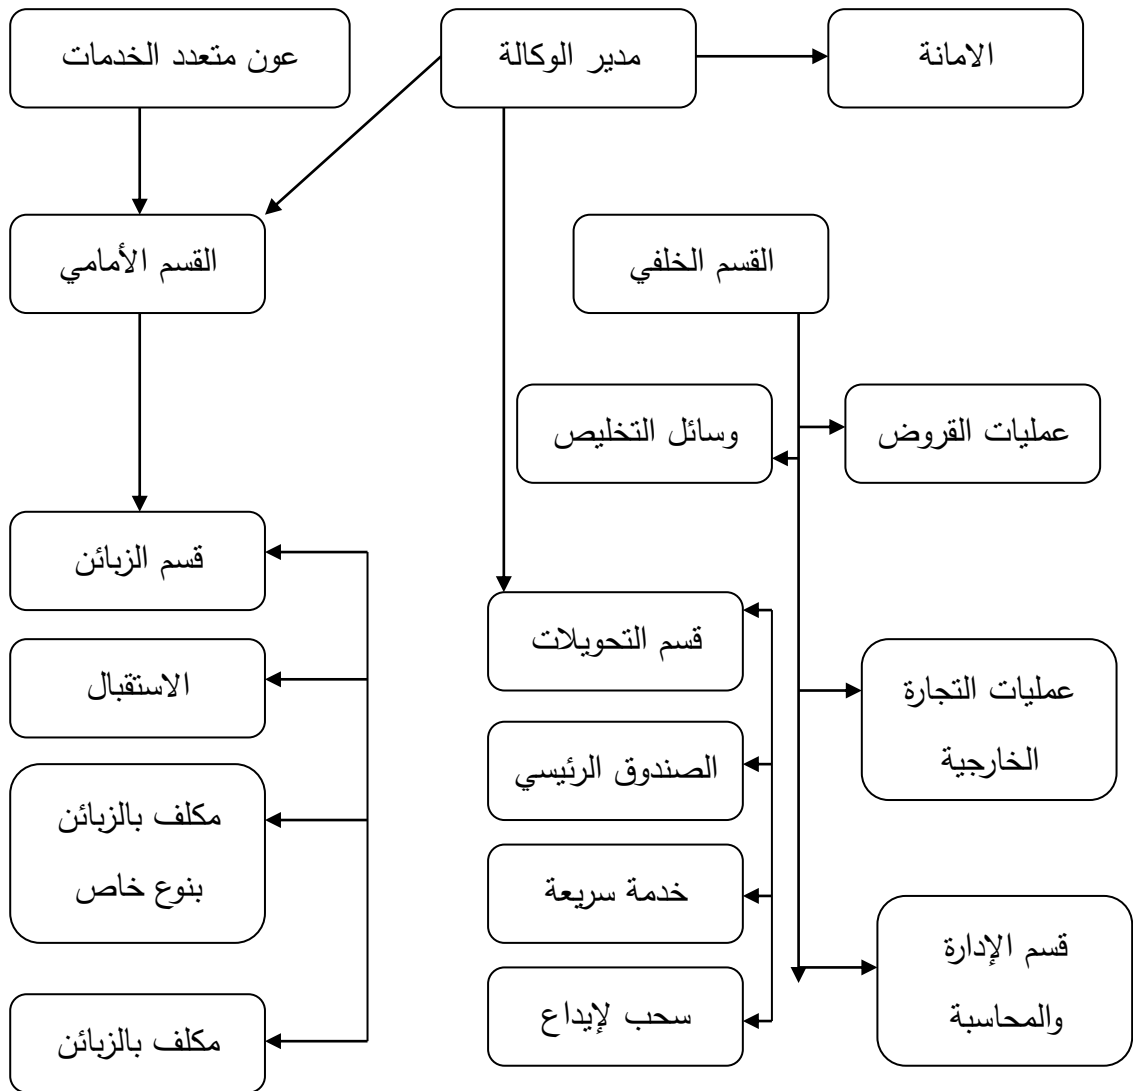 الامانة
مدير الوكالة
عون متعدد الخدمات
القسم الخلفي
القسم الأمامي
عمليات القروض
وسائل التخليص
قسم الزبائن
قسم التحويلات
عمليات التجارة
الخارجية
الاستقبال
الصندوق الرئيسي
مكلف بالزبائن
بنوع خاص
خدمة سريعة
قسم الإدارة
والمحاسبة
سحب لإيداع
مكلف بالزبائن